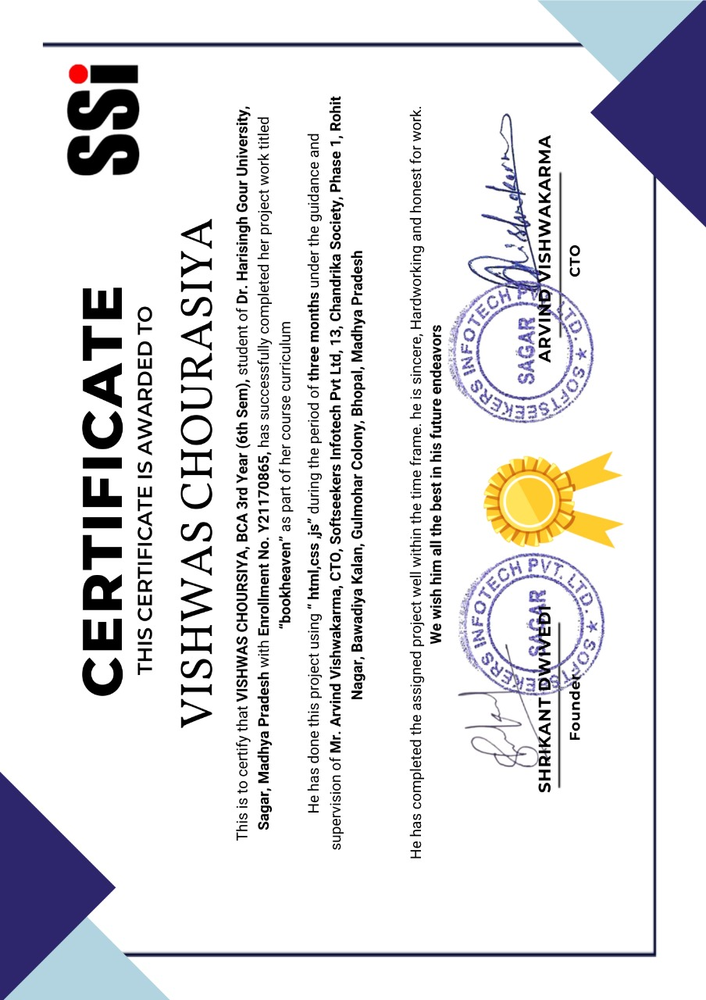 SSi
CERTIFICATE
THIS CERTIFICATE IS AWARDED TO
VISHWAS CHOURASIYA
This is to certify that VISHWAS CHOURSIYA, BCA 3rd Year (6th Sem), student of Dr. Harisingh Gour University,
Sagar, Madhya Pradesh with Enrollment No. Y21170865, has successfully completed her project work titled
“bookheaven” as part of her course curriculum
He has done this project using “ html,css ,js” during the period of three months under the guidance and
supervision of Mr. Arvind Vishwakarma, CTO, Softseekers Infotech Pvt Ltd, 13, Chandrika Society, Phase 1, Rohit
Nagar, Bawadiya Kalan, Gulmohar Colony, Bhopal, Madhya Pradesh
He has completed the assigned project well within the time frame. he is sincere, Hardworking and honest for work.
We wish him all the best in his future endeavors
SOFTSEEKERS INFOTECH PVT. LTD. ★
SAGAR
SHRIKANT DWIVEDI
Founder
SOFTSEEKERS INFOTECH PVT. LTD. ★
SAGAR
Vishwakarma
ARVIND VISHWAKARMA
CTO